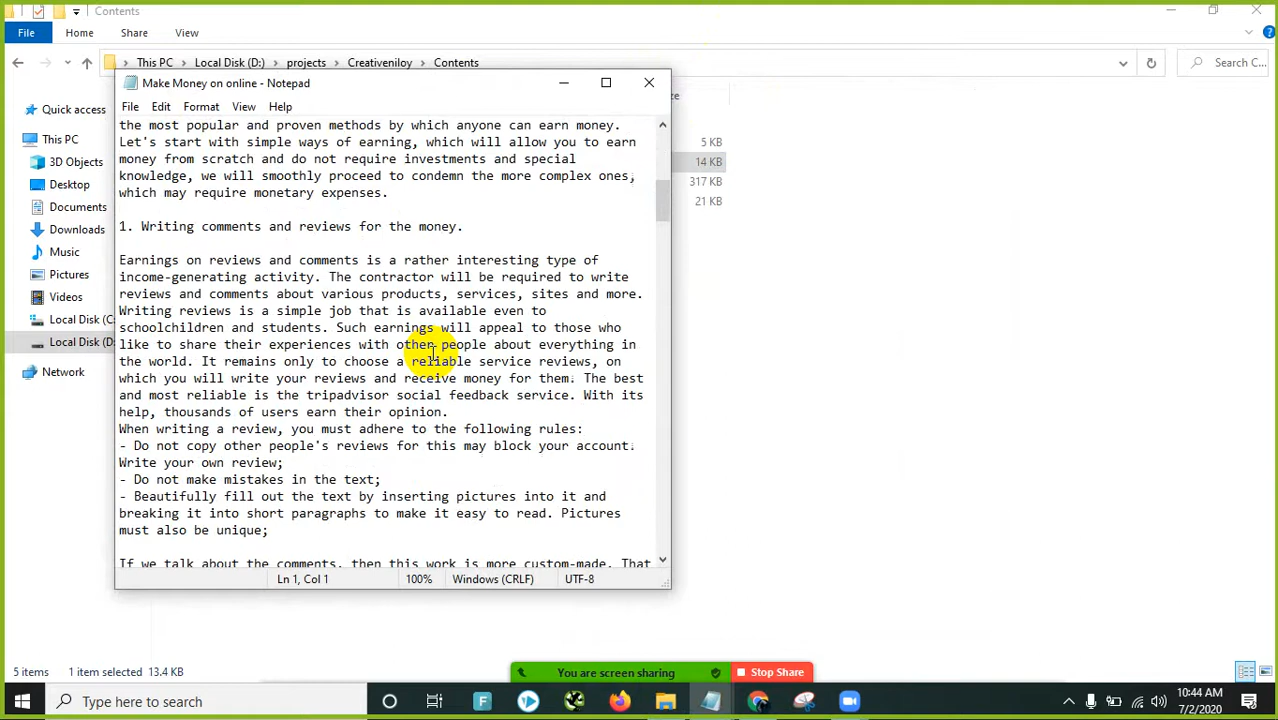 Contents
File
Home
Share
View
This PC
Local Disk (D:)
projects
Creativeniloy
Contents
Search C...
Make Money on online - Notepad
File Edit Format View Help
the most popular and proven methods by which anyone can earn money.
Let's start with simple ways of earning, which will allow you to earn
money from scratch and do not require investments and special
knowledge, we will smoothly proceed to condemn the more complex ones,
which may require monetary expenses.
1. Writing comments and reviews for the money.
Earnings on reviews and comments is a rather interesting type of
income-generating activity. The contractor will be required to write
reviews and comments about various products, services, sites and more.
Writing reviews is a simple job that is available even to
schoolchildren and students. Such earnings will appeal to those who
like to share their experiences with other people about everything in
the world. It remains only to choose a reliable service reviews, on
which you will write your reviews and receive money for them. The best
and most reliable is the tripadvisor social feedback service. With its
help, thousands of users earn their opinion.
When writing a review, you must adhere to the following rules:
- Do not copy other people's reviews for this may block your account.
Write your own review;
- Do not make mistakes in the text;
- Beautifully fill out the text by inserting pictures into it and
breaking it into short paragraphs to make it easy to read. Pictures
must also be unique;
If we talk about the comments, then this work is more custom-made. That
Ln 1, Col 1
100%
Windows (CRLF)
UTF-8
Quick access
This PC
3D Objects
Desktop
Documents
Downloads
Music
Pictures
Videos
Local Disk (C
Local Disk (D:
Network
ze
5 KB
14 KB
317 KB
21 KB
5 items
1 item selected 13.4 KB
You are screen sharing
Stop Share
Type here to search
10:44 AM
7/2/2020